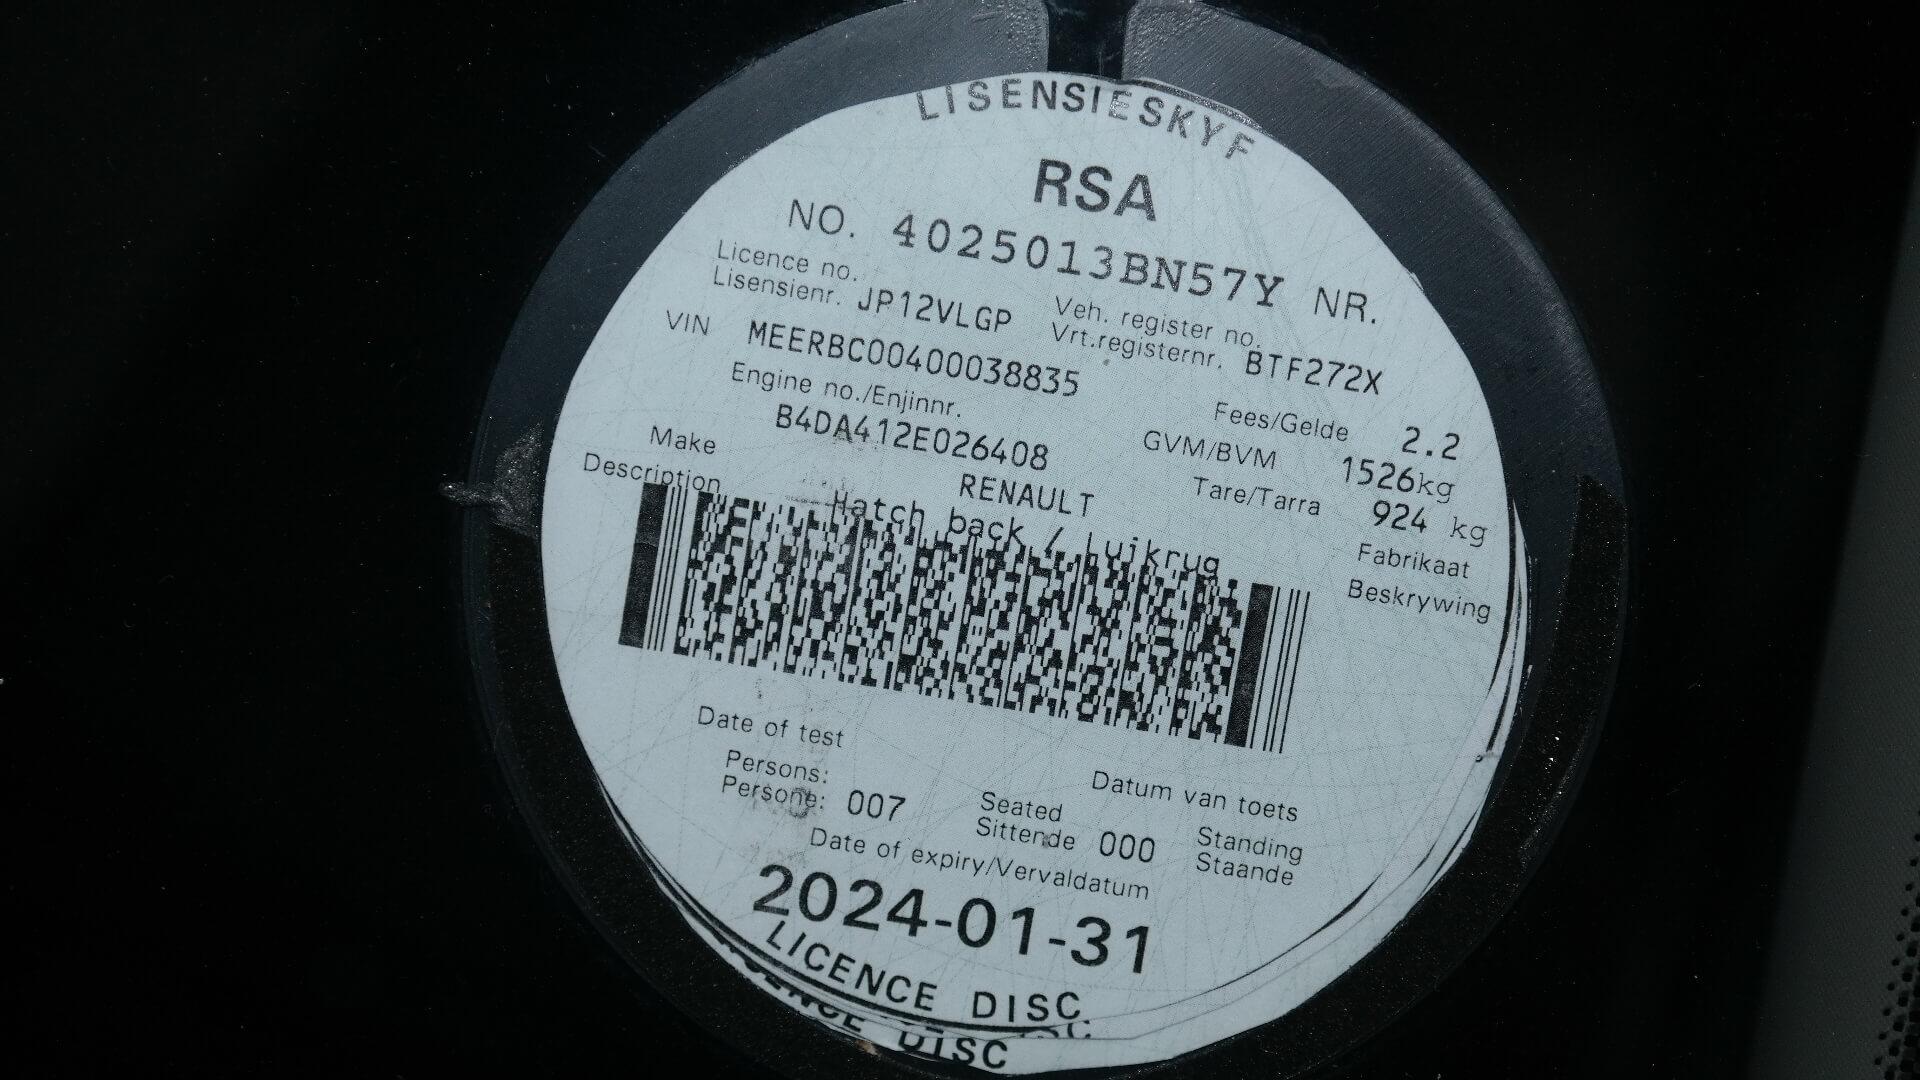 LISENSIESKYF
RSA
NO. 4025013BN57Y NR.
Licence no.
Lisensienr. JP12VLGP
Veh. register no.
Vrt.registernr. BTF272X
VIN MEERBC00400038835
Engine no./Enjinnr.
B4DA412E026408
Fees/Gelde 2.2
GVM/BVM 1526kg
Tare/Tarra 924 kg
Make RENAULT Fabrikaat
Description Hatch back / Luikrug Beskrywing
Date of test Datum van toets
Persons:
Persone: 007
Seated
Sittende 000
Standing
Staande
Date of expiry/Vervaldatum
2024-01-31
LICENCE DISC
DISC